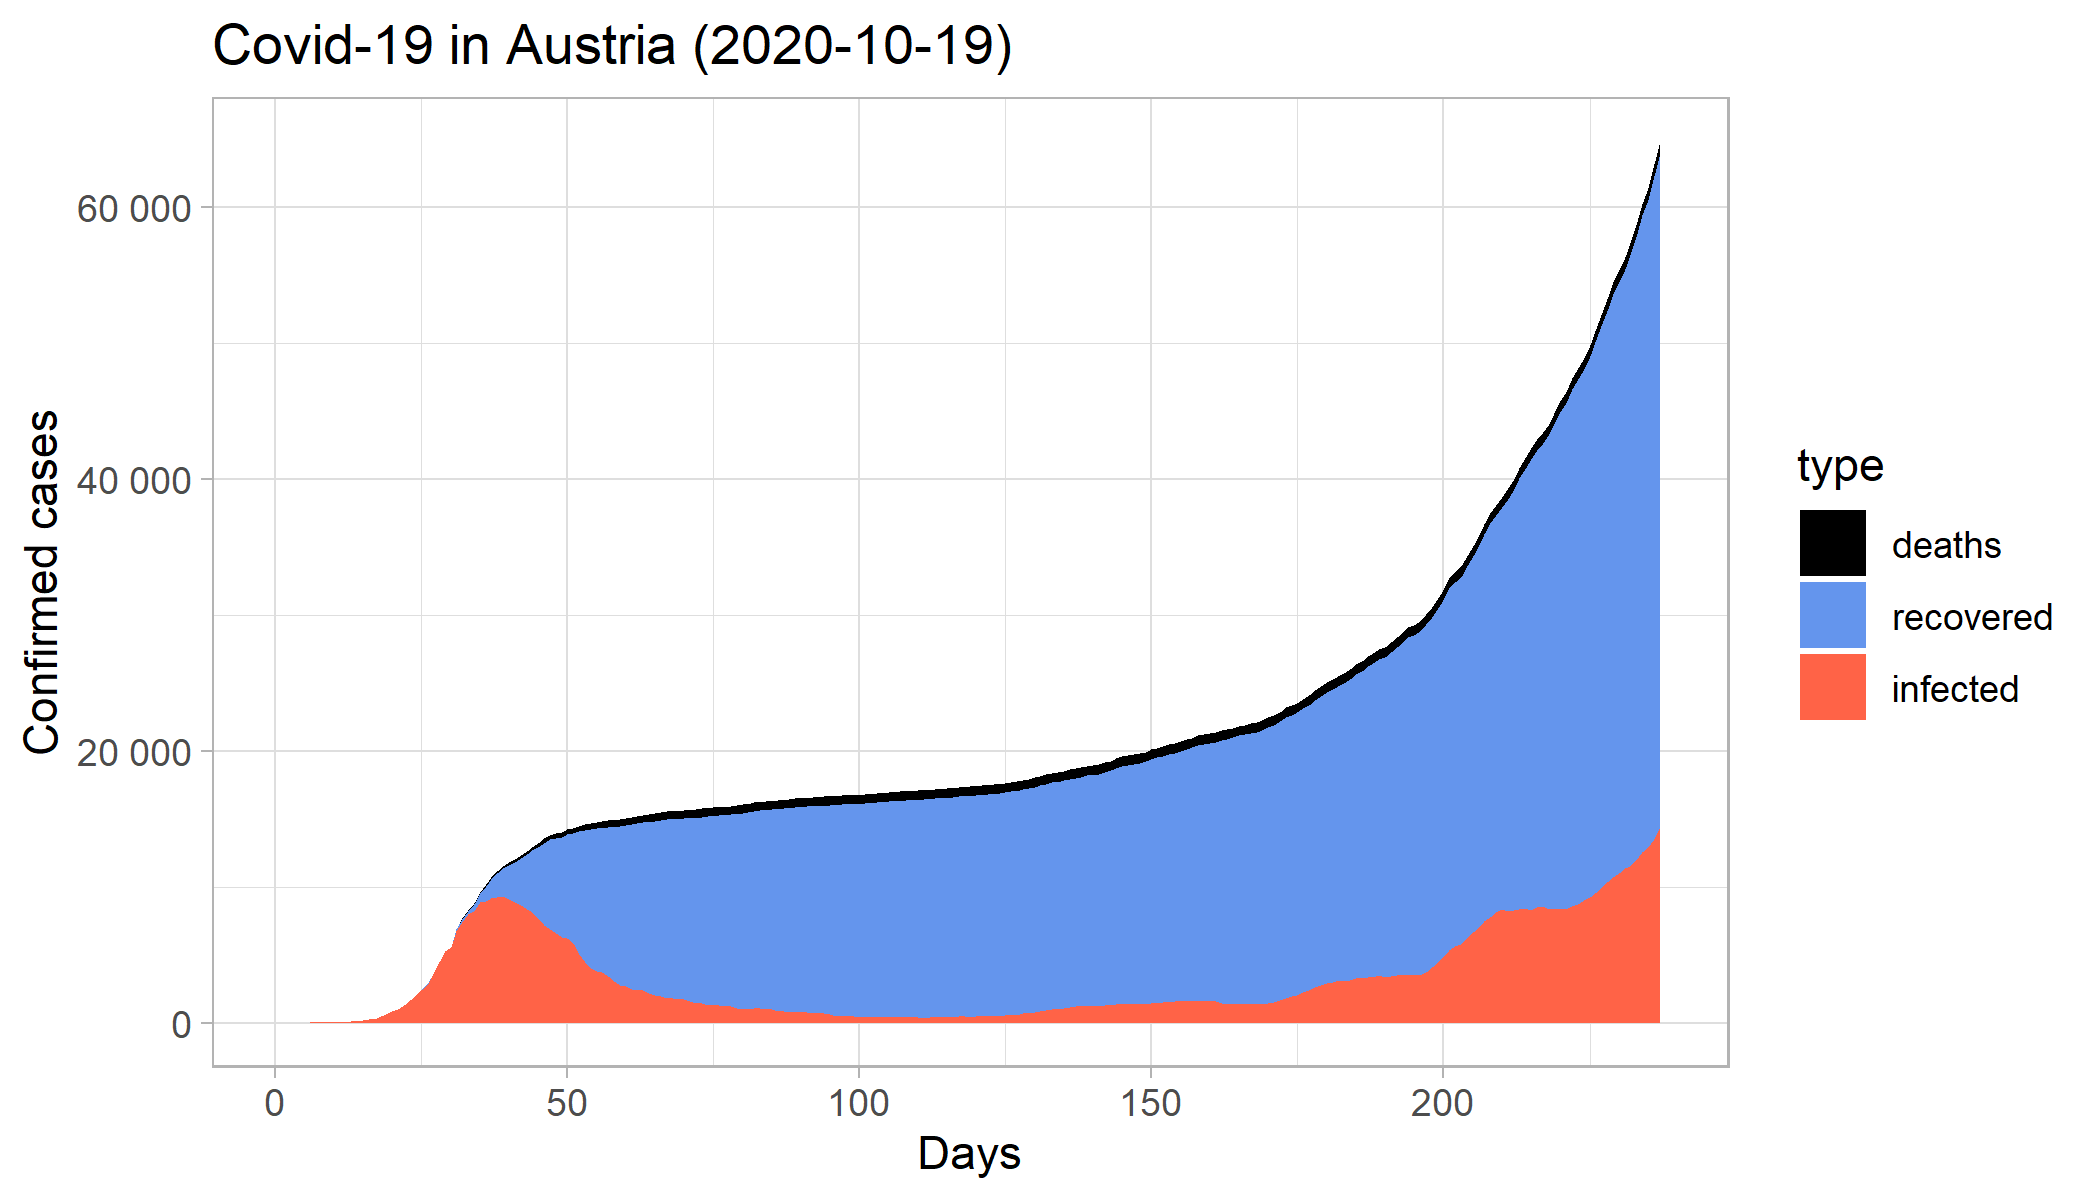 Covid-19 in Austria (2020-10-19)
Confirmed cases
60 000
40 000
20 000
0
0 50 100 150 200
Days
type
deaths
recovered
infected